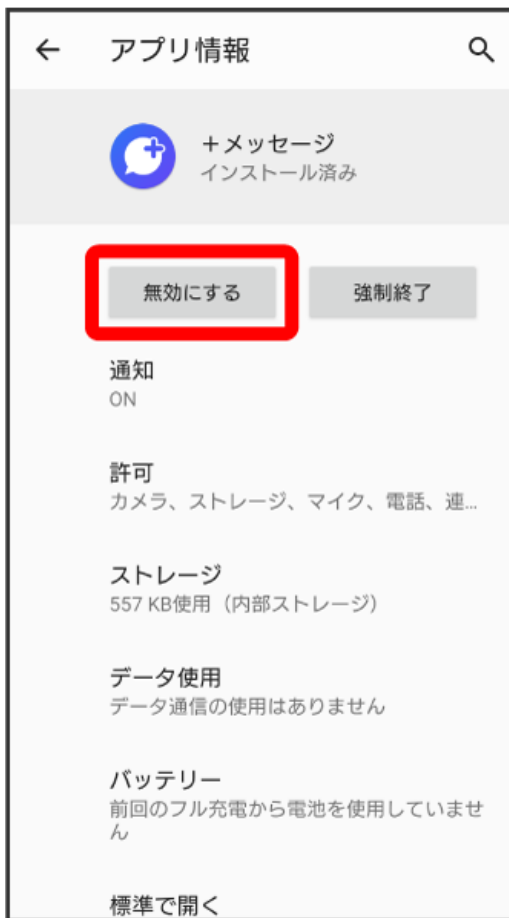 アプリ情報
+メッセージ
インストール済み
無効にする
強制終了
通知
ON
許可
カメラ、ストレージ、マイク、電話、連...
ストレージ
557 KB使用（内部ストレージ）
データ使用
データ通信の使用はありません
バッテリー
前回のフル充電から電池を使用していませ
ん
標準で開く